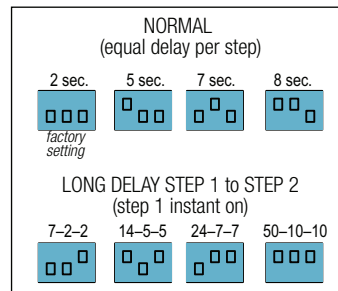 NORMAL
(equal delay per step)
2 sec. 5 sec. 7 sec. 8 sec.
factory
setting
LONG DELAY STEP 1 to STEP 2
(step 1 instant on)
7–2–2 14–5–5 24–7–7 50–10–10